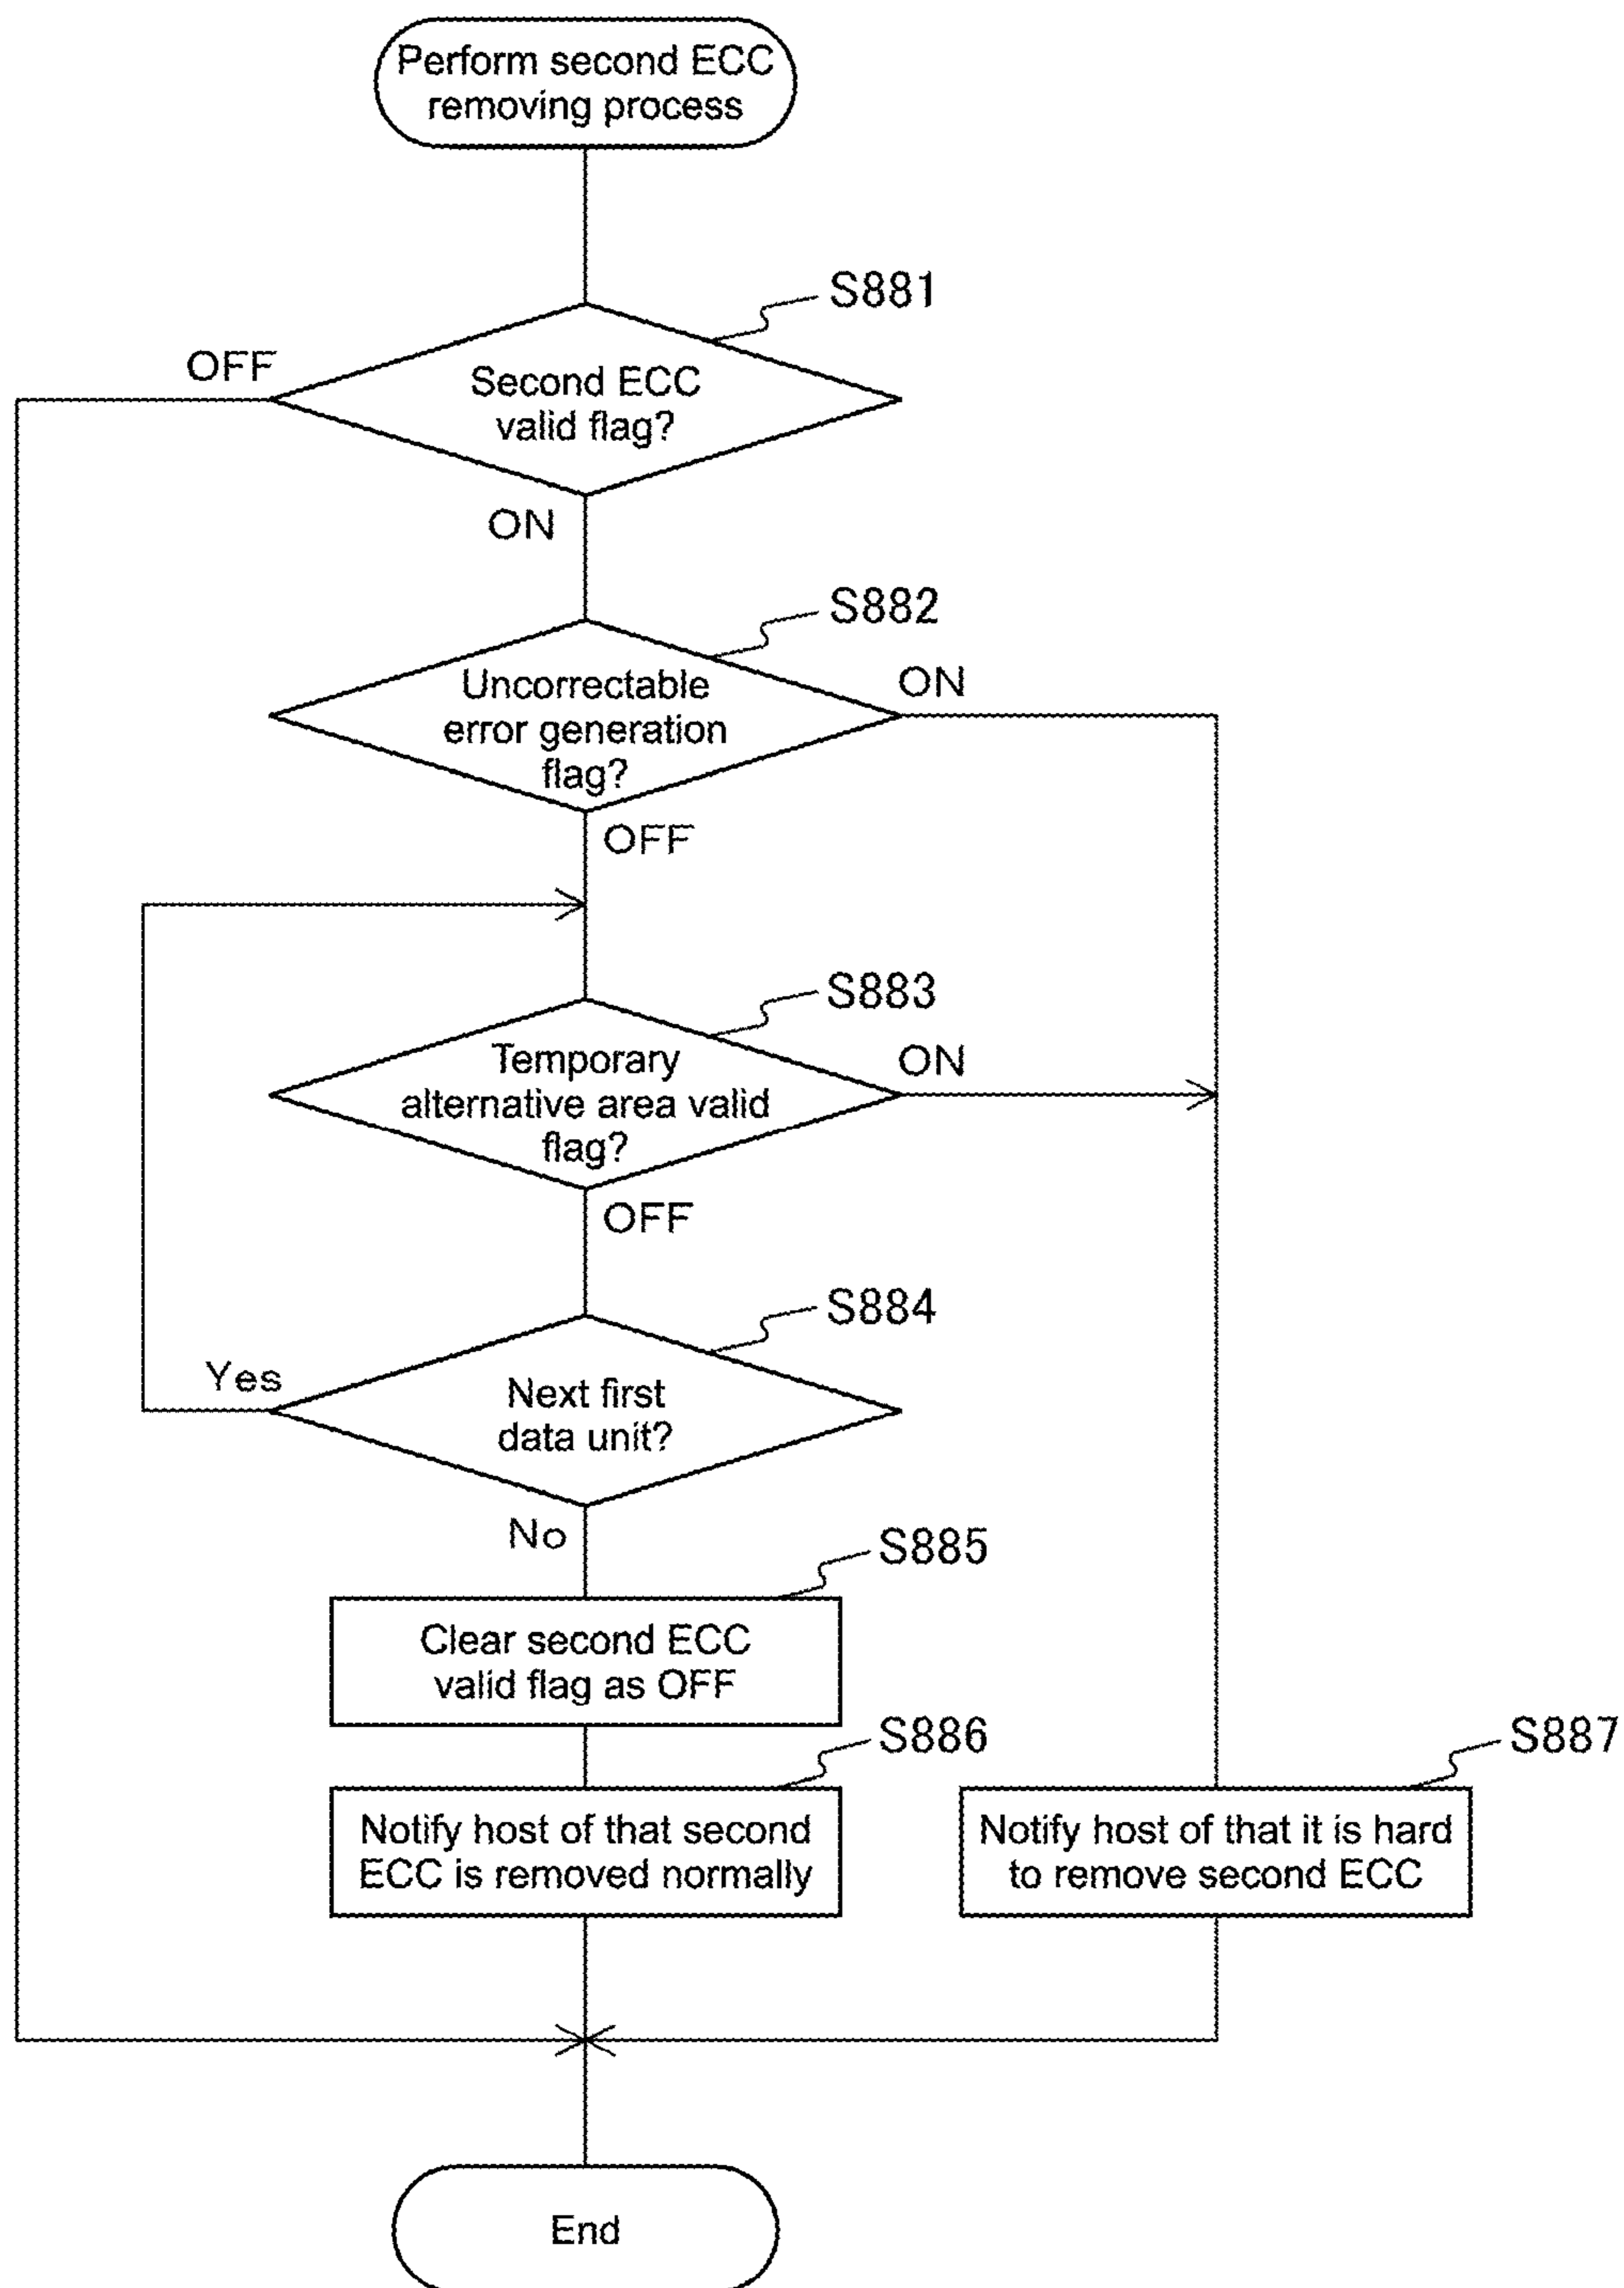 Perform second ECC
removing process
S881
OFF
Second ECC
valid flag?
ON
S882
Uncorrectable
error generation
flag?
ON
OFF
S883
Temporary
alternative area valid
flag?
ON
OFF
S884
Yes
Next first
data unit?
No
S885
Clear second ECC
valid flag as OFF
S886
Notify host of that second
ECC is removed normally
S887
Notify host of that it is hard
to remove second ECC
End